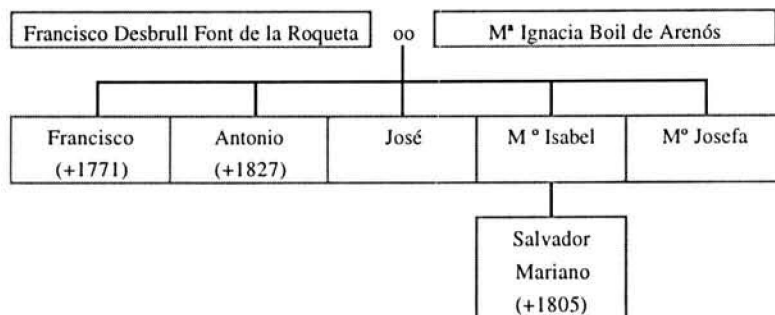 Francisco Desbrull Font de la Roqueta oo Mª Ignacia Boil de Arenós
Francisco Antonio José M º Isabel Mº Josefa
(+1771) (+1827)
Salvador
Mariano
(+1805)